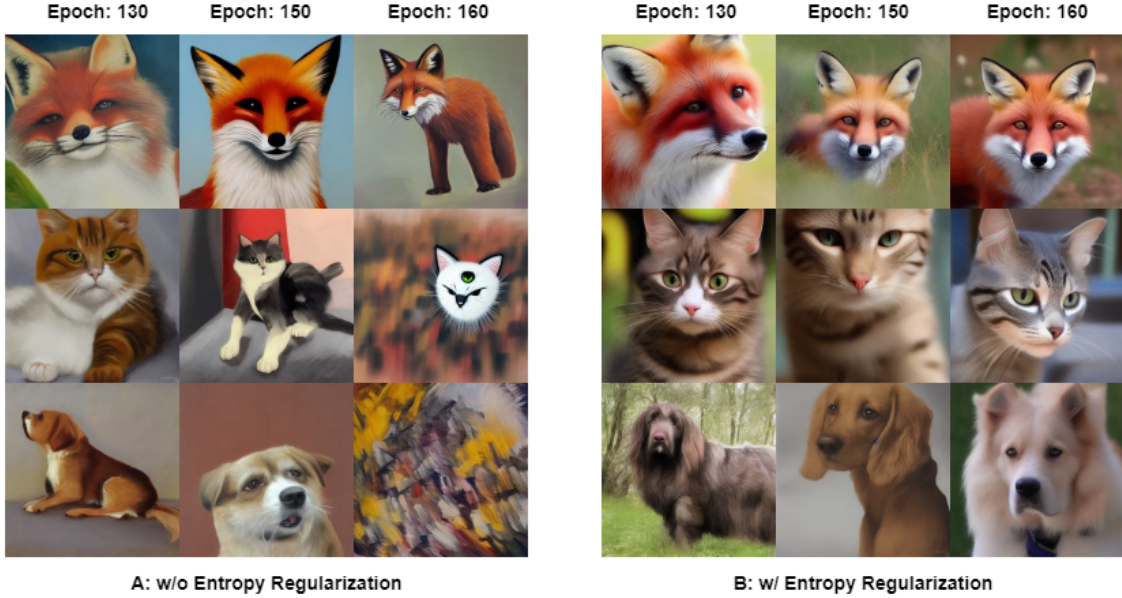 Epoch: 130 Epoch: 150 Epoch: 160 Epoch: 130 Epoch: 150 Epoch: 160
A: w/o Entropy Regularization B: w/ Entropy Regularization